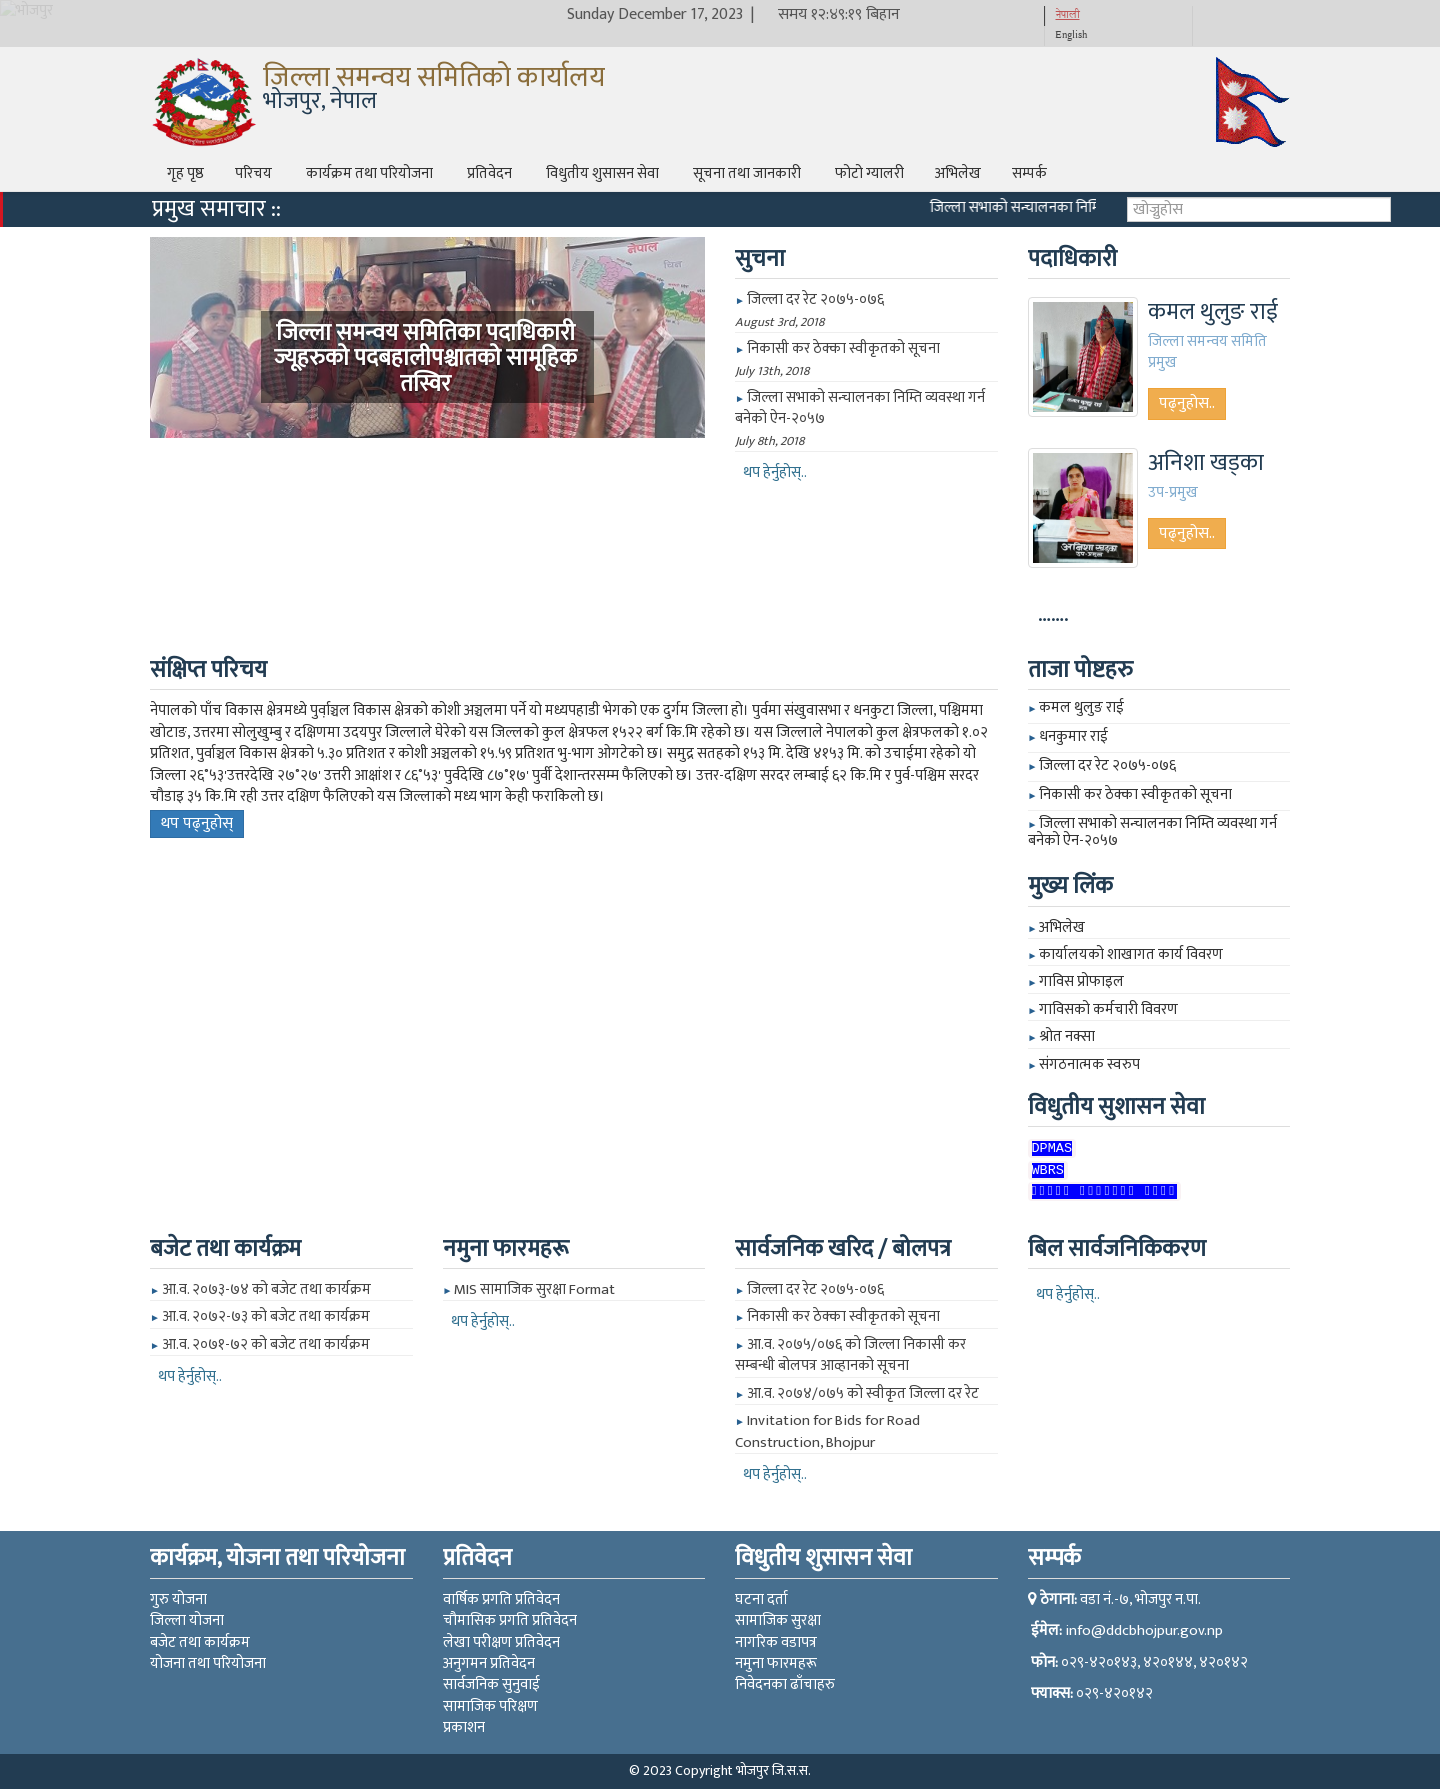 भोजपुर
Sunday December 17, 2023 | समय १२:४९:१९ बिहान
नेपाली
English
जिल्ला समन्वय समितिको कार्यालय
भोजपुर, नेपाल
गृह पृष्ठ परिचय कार्यक्रम तथा परियोजना प्रतिवेदन विधुतीय शुसासन सेवा सूचना तथा जानकारी फोटो ग्यालरी अभिलेख सम्पर्क
प्रमुख समाचार ::
जिल्ला सभाको सन्चालनका निम्ति
खोज्नुहोस
जिल्ला समन्वय समितिका पदाधिकारी
ज्यूहरुको पदबहालीपश्चातको सामूहिक
तस्विर
सुचना
► जिल्ला दर रेट २०७५-०७६
August 3rd, 2018
► निकासी कर ठेक्का स्वीकृतको सूचना
July 13th, 2018
► जिल्ला सभाको सन्चालनका निम्ति व्यवस्था गर्न
बनेको ऐन-२०५७
July 8th, 2018
थप हेर्नुहोस्..
पदाधिकारी
कमल थुलुङ राई
जिल्ला समन्वय समिति
प्रमुख
पढ्नुहोस..
अनिशा खड्का
उप-प्रमुख
पढ्नुहोस..
अनिशा खड्का
उप-प्रमुख
.......
संक्षिप्त परिचय
नेपालको पाँच विकास क्षेत्रमध्ये पुर्वाञ्चल विकास क्षेत्रको कोशी अञ्चलमा पर्ने यो मध्यपहाडी भेगको एक दुर्गम जिल्ला हो। पुर्वमा संखुवासभा र धनकुटा जिल्ला, पश्चिममा
खोटाङ, उत्तरमा सोलुखुम्बु र दक्षिणमा उदयपुर जिल्लाले घेरेको यस जिल्लको कुल क्षेत्रफल १५२२ बर्ग कि.मि रहेको छ। यस जिल्लाले नेपालको कुल क्षेत्रफलको १.०२
प्रतिशत, पुर्वाञ्चल विकास क्षेत्रको ५.३० प्रतिशत र कोशी अञ्चलको १५.५९ प्रतिशत भु-भाग ओगटेको छ। समुद्र सतहको १५३ मि. देखि ४१५३ मि. को उचाईमा रहेको यो
जिल्ला २६°५३'उत्तरदेखि २७°२७' उत्तरी आक्षांश र ८६°५३' पुर्वदेखि ८७°१७' पुर्वी देशान्तरसम्म फैलिएको छ। उत्तर-दक्षिण सरदर लम्बाई ६२ कि.मि र पुर्व-पश्चिम सरदर
चौडाइ ३५ कि.मि रही उत्तर दक्षिण फैलिएको यस जिल्लाको मध्य भाग केही फराकिलो छ।
थप पढ्नुहोस्
ताजा पोष्टहरु
► कमल थुलुङ राई
► धनकुमार राई
► जिल्ला दर रेट २०७५-०७६
► निकासी कर ठेक्का स्वीकृतको सूचना
► जिल्ला सभाको सन्चालनका निम्ति व्यवस्था गर्न
बनेको ऐन-२०५७
मुख्य लिंक
► अभिलेख
► कार्यालयको शाखागत कार्य विवरण
► गाविस प्रोफाइल
► गाविसको कर्मचारी विवरण
► श्रोत नक्सा
► संगठनात्मक स्वरुप
विधुतीय सुशासन सेवा
DPMAS
WBRS
बजेट तथा कार्यक्रम
► आ.व. २०७३-७४ को बजेट तथा कार्यक्रम
► आ.व. २०७२-७३ को बजेट तथा कार्यक्रम
► आ.व. २०७१-७२ को बजेट तथा कार्यक्रम
थप हेर्नुहोस्..
नमुना फारमहरू
► MIS सामाजिक सुरक्षा Format
थप हेर्नुहोस्..
सार्वजनिक खरिद / बोलपत्र
► जिल्ला दर रेट २०७५-०७६
► निकासी कर ठेक्का स्वीकृतको सूचना
► आ.व. २०७५/०७६ को जिल्ला निकासी कर
सम्बन्धी बोलपत्र आव्हानको सूचना
► आ.व. २०७४/०७५ को स्वीकृत जिल्ला दर रेट
► Invitation for Bids for Road
Construction, Bhojpur
थप हेर्नुहोस्..
बिल सार्वजनिकिकरण
थप हेर्नुहोस्..
कार्यक्रम, योजना तथा परियोजना
गुरु योजना
जिल्ला योजना
बजेट तथा कार्यक्रम
योजना तथा परियोजना
प्रतिवेदन
वार्षिक प्रगति प्रतिवेदन
चौमासिक प्रगति प्रतिवेदन
लेखा परीक्षण प्रतिवेदन
अनुगमन प्रतिवेदन
सार्वजनिक सुनुवाई
सामाजिक परिक्षण
प्रकाशन
विधुतीय शुसासन सेवा
घटना दर्ता
सामाजिक सुरक्षा
नागरिक वडापत्र
नमुना फारमहरू
निवेदनका ढाँचाहरु
सम्पर्क
ठेगाना: वडा नं.-७, भोजपुर न.पा.
ईमेल: info@ddcbhojpur.gov.np
फोन: ०२९-४२०१४३, ४२०१४४, ४२०१४२
फ्याक्स: ०२९-४२०१४२
© 2023 Copyright भोजपुर जि.स.स.